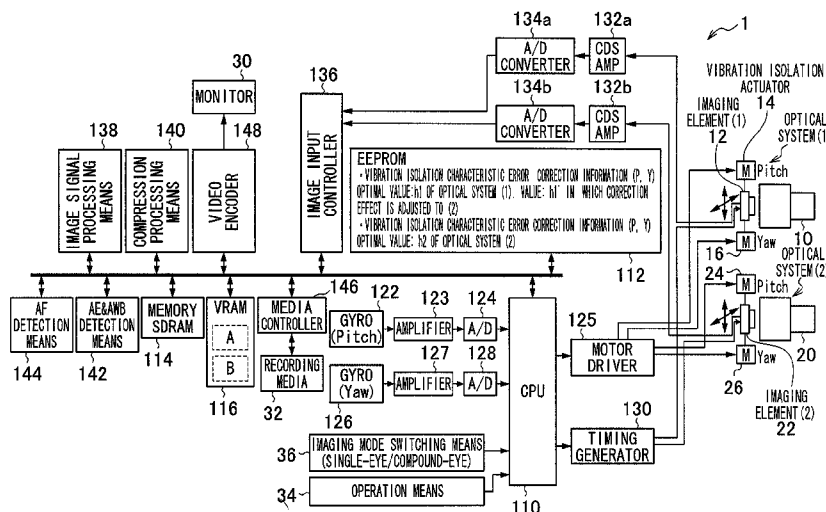 134a
132a
1
A/D
CONVERTER
CDS
AMP
VIBRATION ISOLATION
ACTUATOR
14
IMAGING
ELEMENT(1)
12
OPTICAL
SYSTEM(1
30
MONITOR
136
134b
132b
A/D
CONVERTER
CDS
AMP
138
140
148
IMAGE SIGNAL
PROCESSING
MEANS
COMPRESSION
PROCESSING
MEANS
VIDEO
ENCODER
IMAGE INPUT
CONTROLLER
EEPROM
・VIBRATION ISOLATION CHARACTERISTIC ERROR CORRECTION INFORMATION (P, Y)
OPTIMAL VALUE:h1 OF OPTICAL SYSTEM (1). VALUE: h1' IN WHICH CORRECTION
EFFECT IS ADJUSTED TO (2)
・VIBRATION ISOLATION CHARACTERISTIC ERROR CORRECTION INFORMATION (P, Y)
OPTIMAL VALUE: h2 OF OPTICAL SYSTEM (2)
112
M Pitch
10
M Yaw
16
OPTICAL
SYSTEM(2
24
M Pitch
20
M Yaw
26
IMAGING
ELEMENT(2)
22
AF
DETECTION
MEANS
144
AE&AWB
DETECTION
MEANS
142
MEMORY
SDRAM
114
VRAM
A
B
116
146
MEDIA
CONTROLLER
RECORDING
MEDIA
32
122
GYRO
(Pitch)
123
AMPLIFIER
124
A/D
GYRO
(Yaw)
126
127
AMPLIFIER
128
A/D
CPU
110
125
MOTOR
DRIVER
130
TIMING
GENERATOR
36
IMAGING MODE SWITCHING MEANS
(SINGLE-EYE/COMPOUND-EYE)
34
OPERATION MEANS